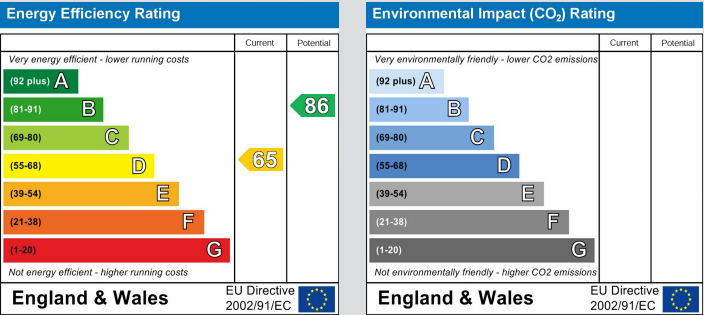 Energy Efficiency Rating
Current Potential
Very energy efficient - lower running costs
(92 plus) A
(81-91) B
86
(69-80) C
(55-68) D
65
(39-54) E
(21-38) F
(1-20) G
Not energy efficient - higher running costs
England & Wales
EU Directive
2002/91/EC
Environmental Impact (CO₂) Rating
Current Potential
Very environmentally friendly - lower CO2 emissions
(92 plus) A
(81-91) B
(69-80) C
(55-68) D
(39-54) E
(21-38) F
(1-20) G
Not environmentally friendly - higher CO2 emissions
England & Wales
EU Directive
2002/91/EC